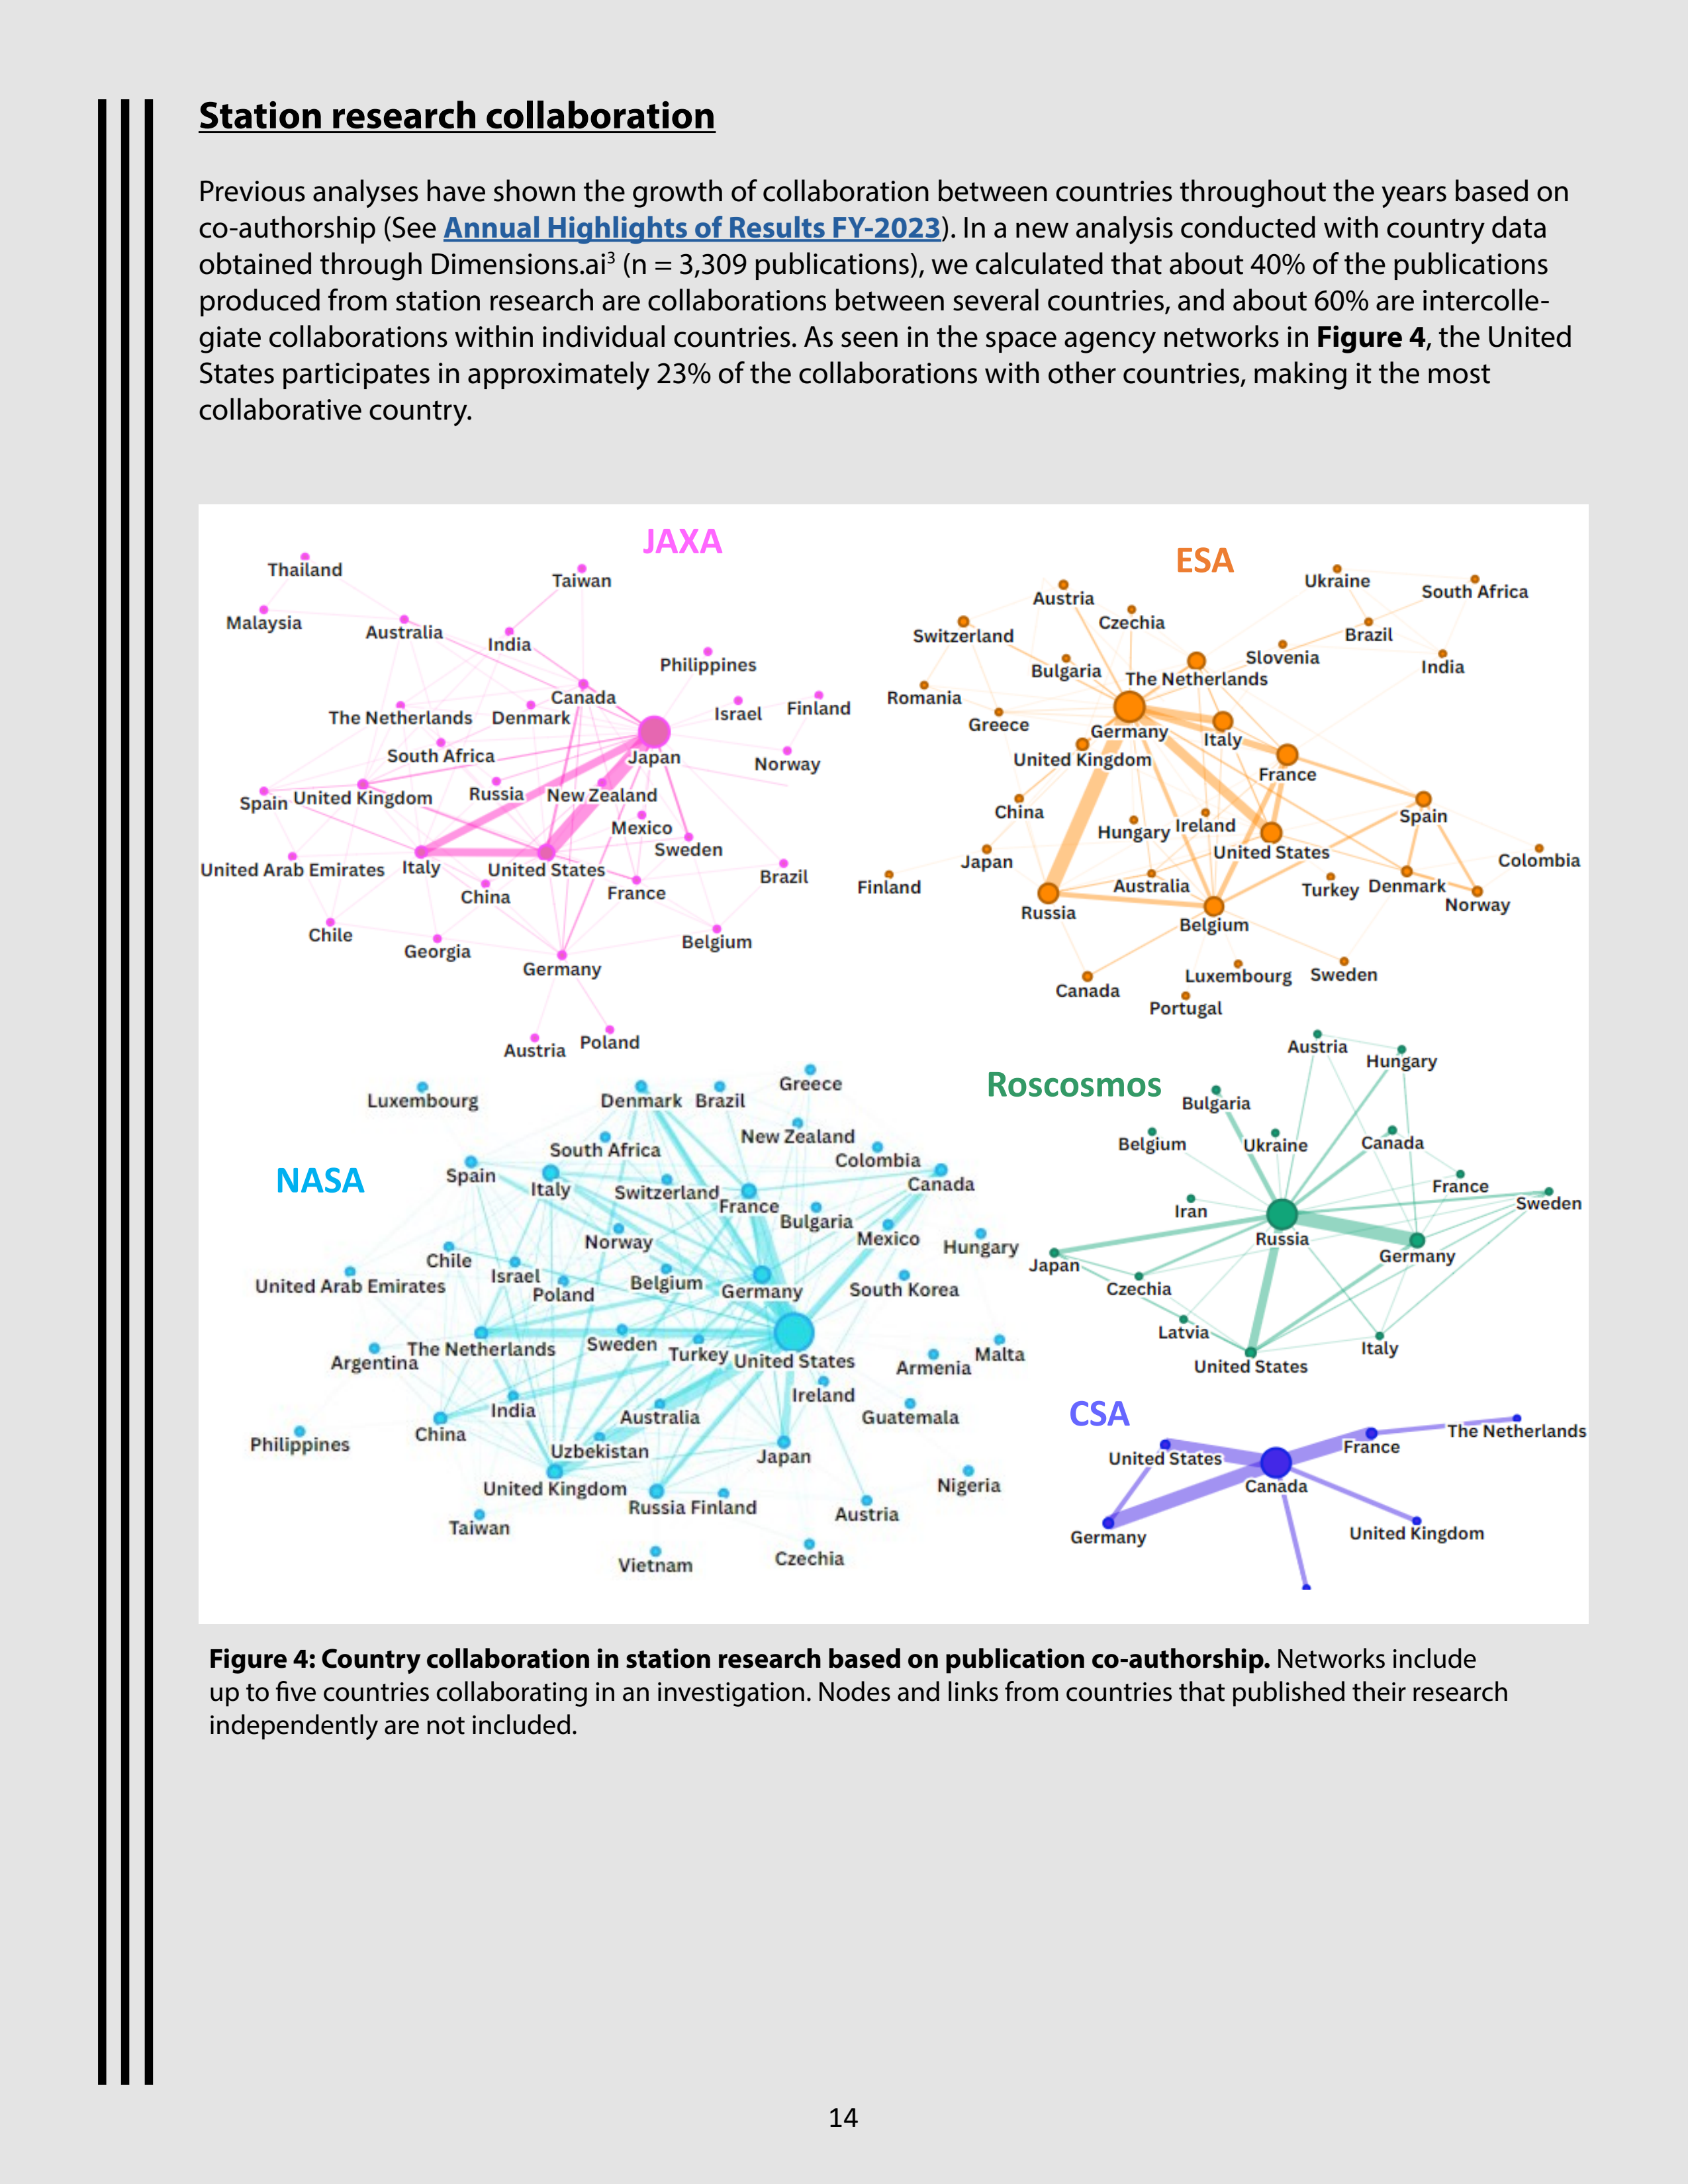 Station research collaboration
Previous analyses have shown the growth of collaboration between countries throughout the years based on
co-authorship (See Annual Highlights of Results FY-2023). In a new analysis conducted with country data
obtained through Dimensions.ai³ (n = 3,309 publications), we calculated that about 40% of the publications
produced from station research are collaborations between several countries, and about 60% are intercolle-
giate collaborations within individual countries. As seen in the space agency networks in Figure 4, the United
States participates in approximately 23% of the collaborations with other countries, making it the most
collaborative country.
JAXA
Thailand
Taiwan
Malaysia
Australia
India
Philippines
Canada
The Netherlands
Denmark
Israel
Finland
South Africa
Japan
Norway
Spain
United Kingdom
Russia
New Zealand
Mexico
Sweden
United Arab Emirates
Italy
United States
Brazil
China
France
Chile
Georgia
Belgium
Germany
Austria
Poland
ESA
Ukraine
South Africa
Austria
Czechia
Switzerland
Brazil
Bulgaria
The Netherlands
Slovenia
India
Romania
Greece
Germany
Italy
United Kingdom
France
China
Hungary
Ireland
Spain
Japan
United States
Colombia
Finland
Australia
Turkey
Denmark
Norway
Russia
Belgium
Canada
Luxembourg
Sweden
Portugal
NASA
Luxembourg
Denmark
Brazil
Greece
New Zealand
South Africa
Colombia
Spain
Italy
Switzerland
France
Canada
Bulgaria
Norway
Mexico
Hungary
Chile
Israel
United Arab Emirates
Poland
Belgium
Germany
South Korea
The Netherlands
Sweden
Turkey
United States
Argentina
Armenia
Malta
Ireland
India
Australia
Guatemala
Philippines
China
Uzbekistan
Japan
United Kingdom
Russia
Finland
Nigeria
Austria
Taiwan
Vietnam
Czechia
Roscosmos
Austria
Hungary
Bulgaria
Belgium
Ukraine
Canada
France
Iran
Sweden
Russia
Japan
Germany
Czechia
Latvia
Italy
United States
CSA
The Netherlands
United States
France
Canada
Germany
United Kingdom
Figure 4: Country collaboration in station research based on publication co-authorship. Networks include
up to five countries collaborating in an investigation. Nodes and links from countries that published their research
independently are not included.
14